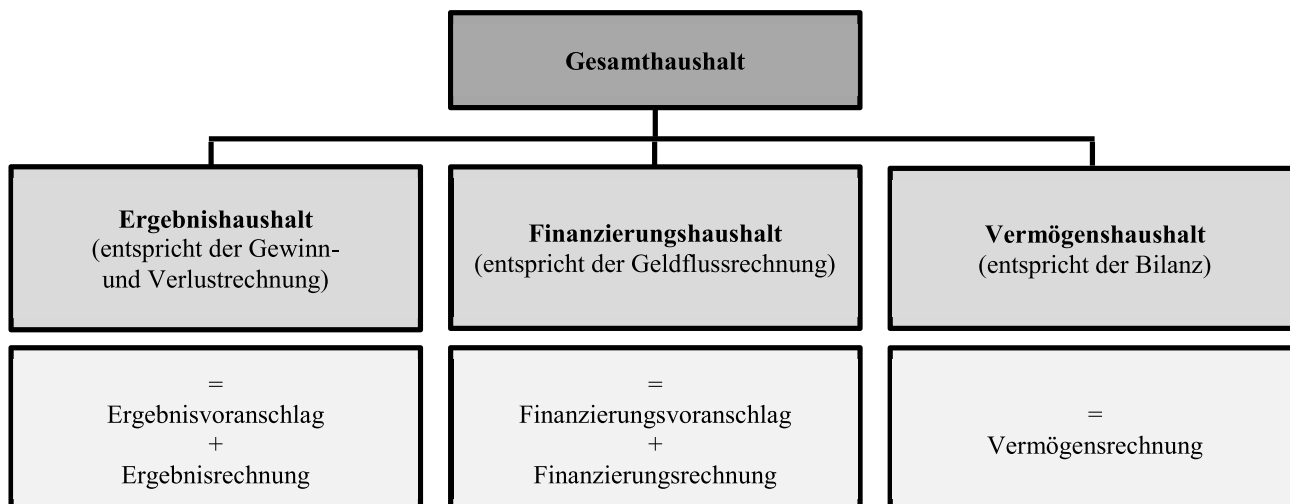 Gesamthaushalt
Ergebnishaushalt
(entspricht der Gewinn-
und Verlustrechnung)
Finanzierungshaushalt
(entspricht der Geldflussrechnung)
Vermögenshaushalt
(entspricht der Bilanz)
=
Ergebnisvoranschlag
+
Ergebnisrechnung
=
Finanzierungsvoranschlag
+
Finanzierungsrechnung
=
Vermögensrechnung